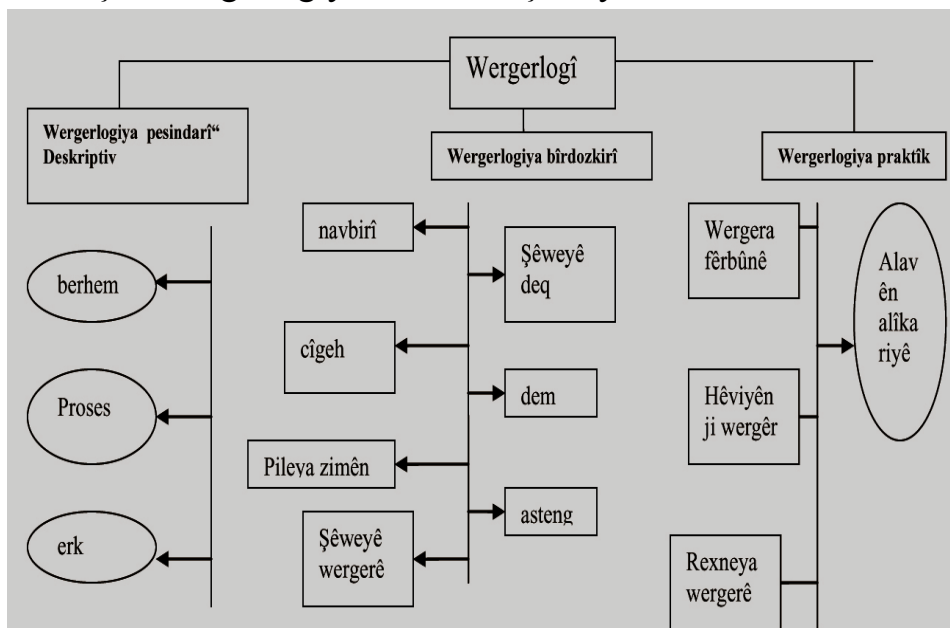 Wergerlogî
Wergerlogiya pesindarî“
Deskriptiv
Wergerlogiya bîrdozkirî
Wergerlogiya praktîk
berhem
Proses
erk
navbirî
Şêweyê
deq
cîgeh
dem
Pileya zimên
asteng
Şêweyê
wergerê
Wergera
fêrbûnê
Hêviyên
ji wergêr
Rexneya
wergerê
Alav
ên
alîka
riyê